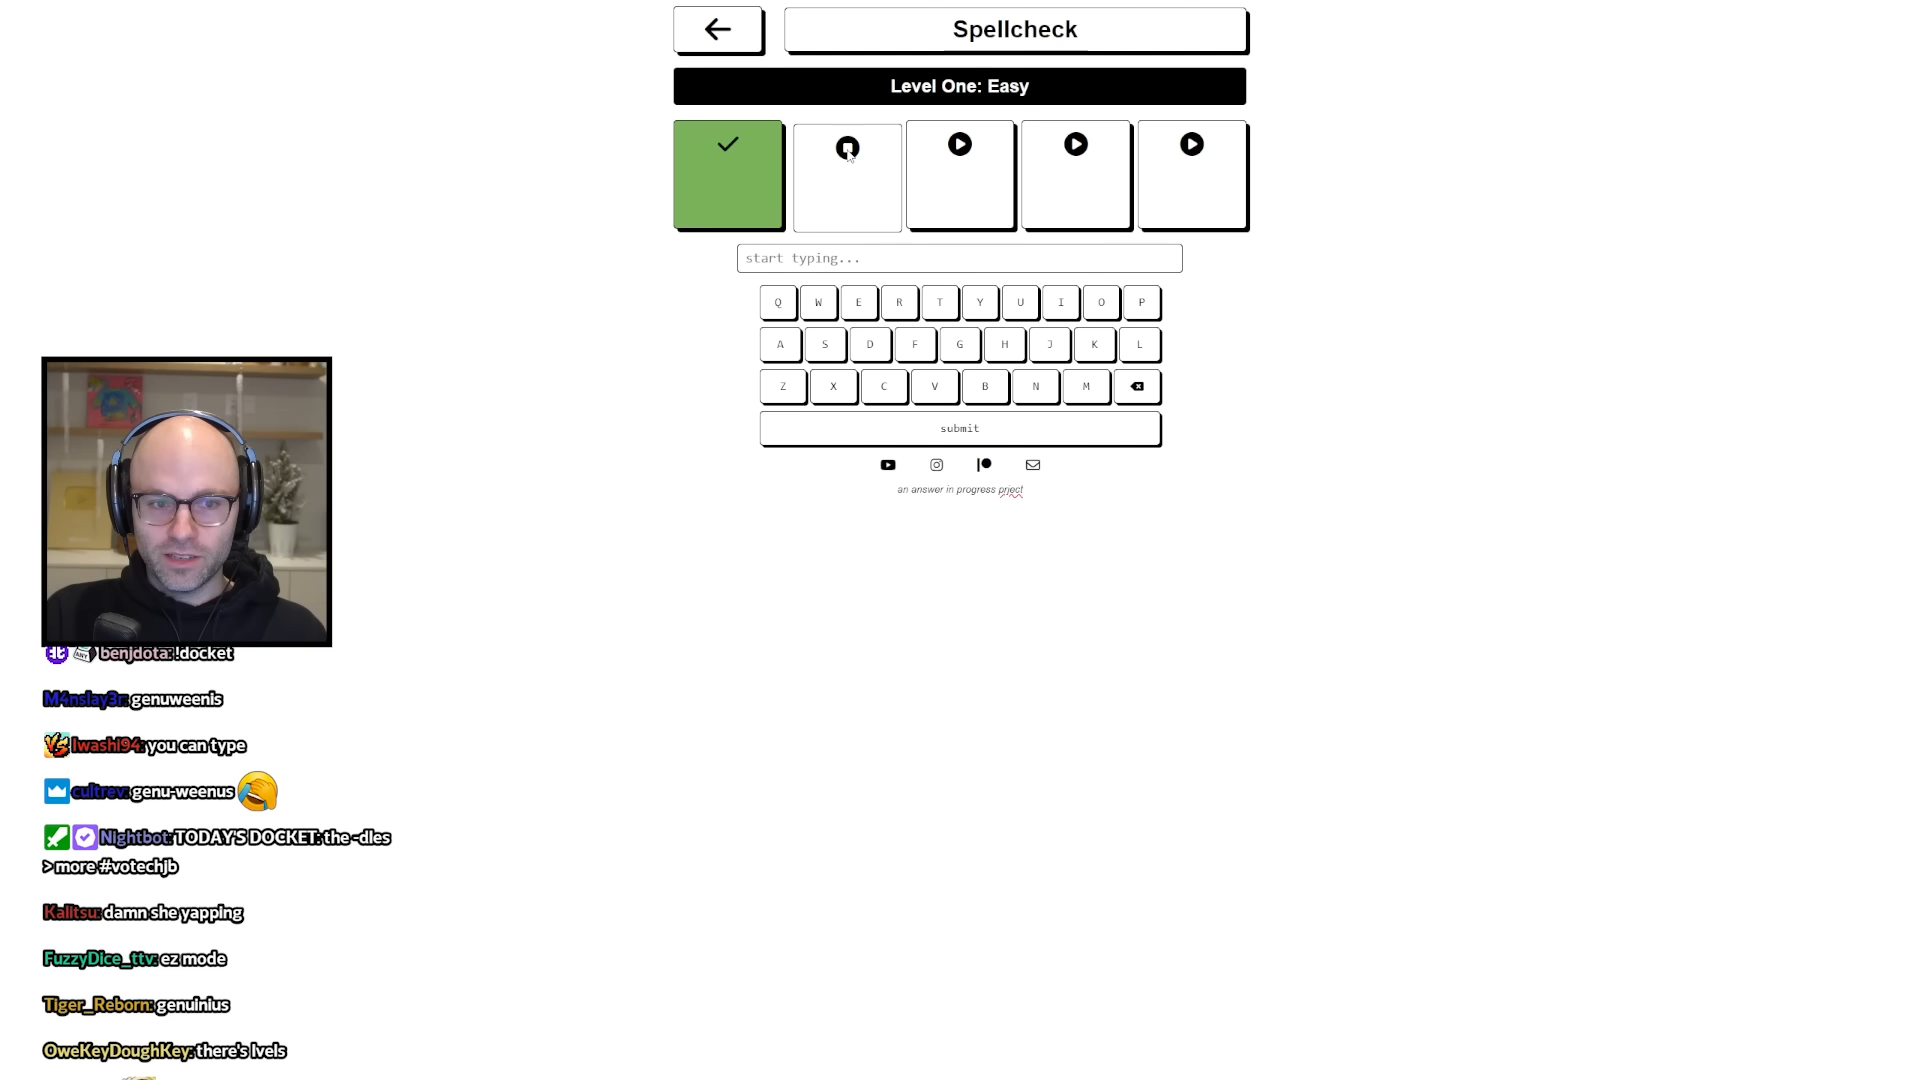 Spellcheck
Level One: Easy
start typing...
Q W E R T Y U I O P
A S D F G H J K L
Z X C V B N M
submit
an answer in progress prject
benjdota: !docket
M4nslay3r: genuweenis
Iwashi94: you can type
cultrev: genu-weenus
Nightbot: TODAY'S DOCKET: the -dles
> more #votechjb
Kalitsu: damn she yapping
FuzzyDice_ttv: ez mode
Tiger_Reborn: genuinius
OweKeyDoughKey: there's lvels